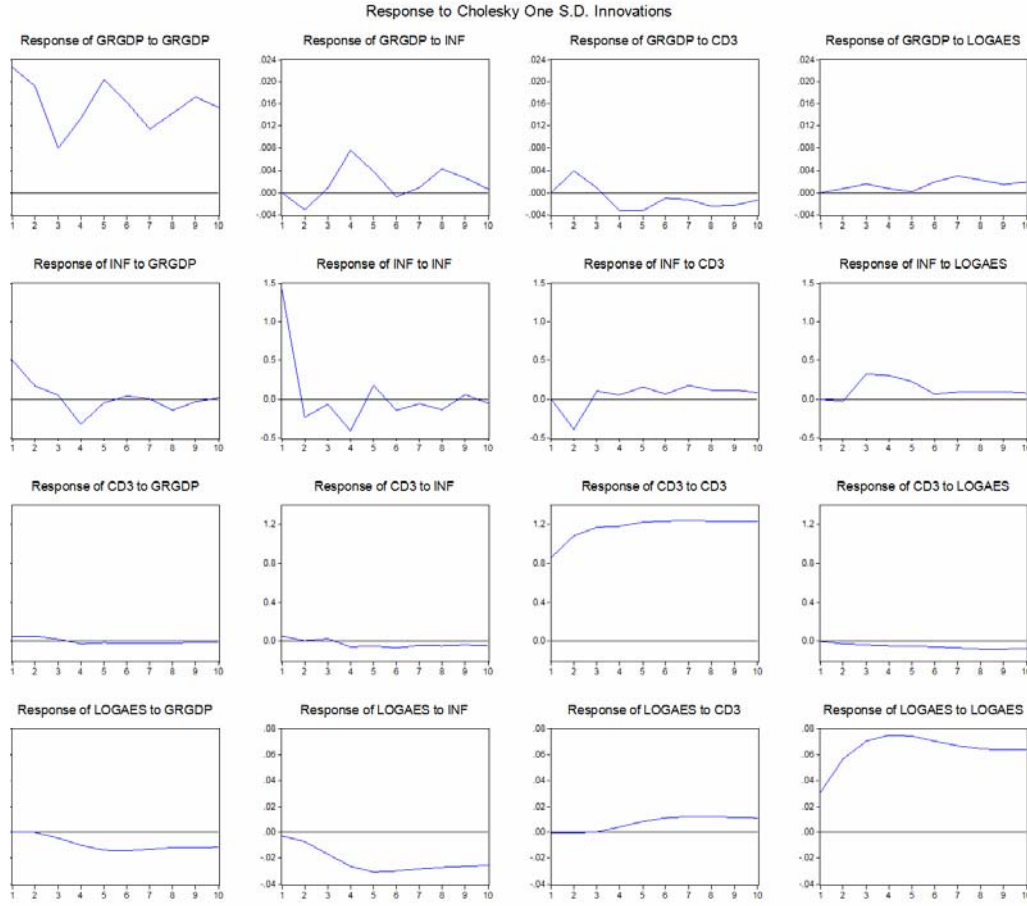 Response to Cholesky One S.D. Innovations
Response of GRGDP to GRGDP
Response of GRGDP to INF
Response of GRGDP to CD3
Response of GRGDP to LOGAES
.024 .024 .024
.020 .020 .020
.016 .016 .016
.012 .012 .012
.008 .008 .008
.004 .004 .004
.000 .000 .000
-.004 -.004 -.004
1 2 3 4 5 6 7 8 9 10 1 2 3 4 5 6 7 8 9 10 1 2 3 4 5 6 7 8 9 10 1 2 3 4 5 6 7 8 9 10
Response of INF to GRGDP
Response of INF to INF
Response of INF to CD3
Response of INF to LOGAES
1.5 1.5 1.5
1.0 1.0 1.0
0.5 0.5 0.5
0.0 0.0 0.0
-0.5 -0.5 -0.5
1 2 3 4 5 6 7 8 9 10 1 2 3 4 5 6 7 8 9 10 1 2 3 4 5 6 7 8 9 10 1 2 3 4 5 6 7 8 9 10
Response of CD3 to GRGDP
Response of CD3 to INF
Response of CD3 to CD3
Response of CD3 to LOGAES
1.2 1.2 1.2
0.8 0.8 0.8
0.4 0.4 0.4
0.0 0.0 0.0
1 2 3 4 5 6 7 8 9 10 1 2 3 4 5 6 7 8 9 10 1 2 3 4 5 6 7 8 9 10 1 2 3 4 5 6 7 8 9 10
Response of LOGAES to GRGDP
Response of LOGAES to INF
Response of LOGAES to CD3
Response of LOGAES to LOGAES
.08 .08 .08
.06 .06 .06
.04 .04 .04
.02 .02 .02
.00 .00 .00
-.02 -.02 -.02
-.04 -.04 -.04
1 2 3 4 5 6 7 8 9 10 1 2 3 4 5 6 7 8 9 10 1 2 3 4 5 6 7 8 9 10 1 2 3 4 5 6 7 8 9 10